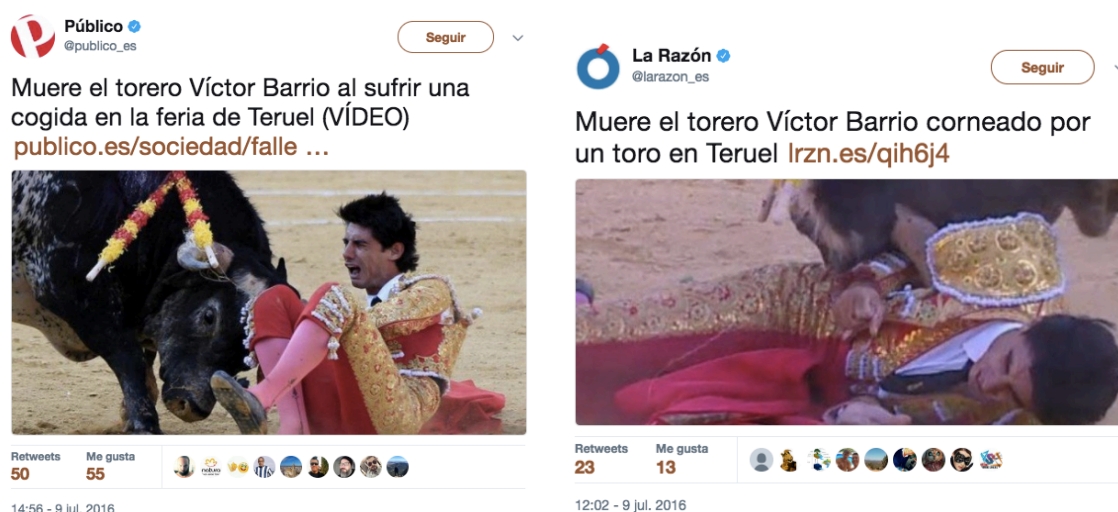 Público
@publico_es
Seguir
Muere el torero Víctor Barrio al sufrir una
cogida en la feria de Teruel (VÍDEO)
publico.es/sociedad/falle ...
Retweets
50
Me gusta
55
14:56 - 9 jul. 2016
La Razón
@larazon_es
Seguir
Muere el torero Víctor Barrio corneado por
un toro en Teruel lrzn.es/qih6j4
Retweets
23
Me gusta
13
12:02 - 9 jul. 2016